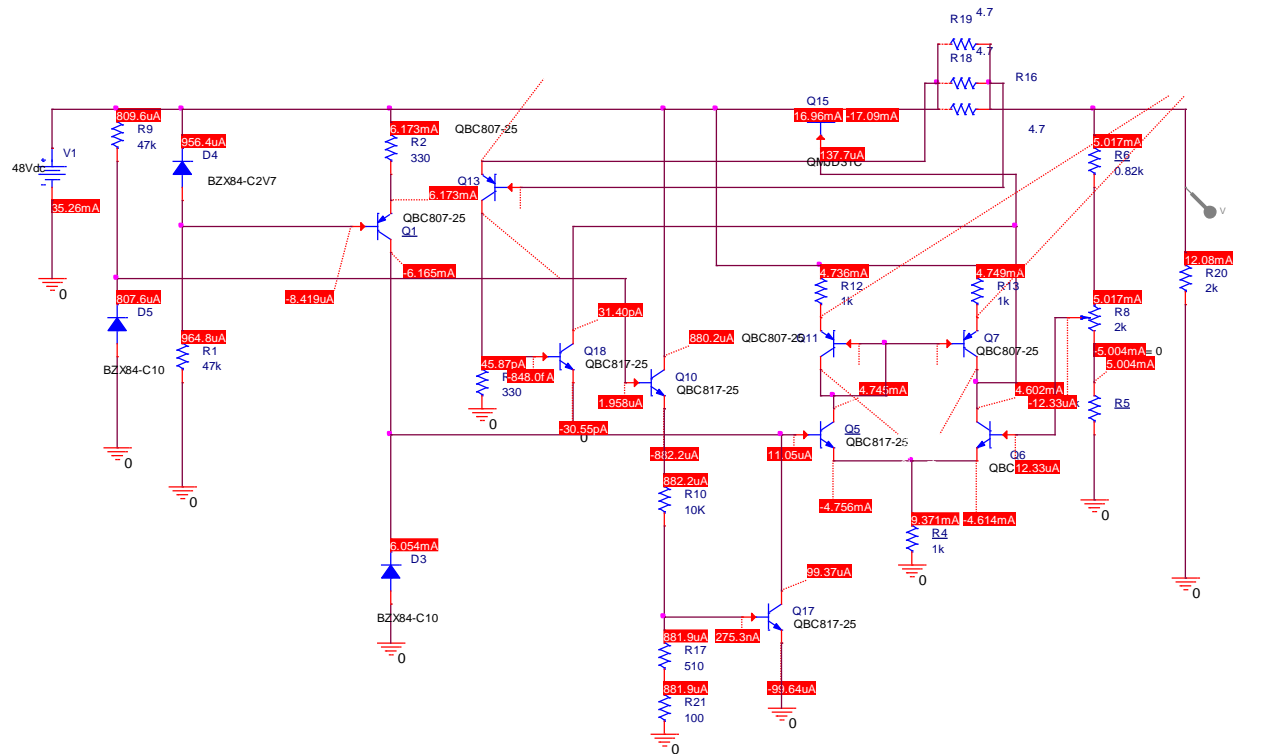 R19 4.7
R18 4.7
R16
4.7
V1
48Vdc
35.26mA
0
809.6uA
R9
47k
956.4uA
D4
BZX84-C2V7
6.173mA
R2
330
QBC807-25
Q13
6.173mA
QBC807-25
Q1
-6.165mA
-8.419uA
Q15
16.96mA
-17.09mA
137.7uA
5.017mA
R6
0.82k
V
807.6uA
D5
BZX84-C10
0
964.8uA
R1
47k
0
31.40pA
Q18
QBC817-25
45.87pA
-848.0fA
330
0
-30.55pA
0
880.2uA
Q10
QBC817-25
1.958uA
-882.2uA
882.2uA
R10
10K
4.736mA
R12
1k
4.749mA
R13
1k
QBC807-25
Q11
Q7
QBC807-25
4.745mA
4.602mA
-12.33uA
5.017mA
R8
2k
-5.004mA
= 0
5.004mA
R5
0
12.08mA
R20
2k
0
11.05uA
Q5
QBC817-25
Q6
12.33uA
-4.756mA
-4.614mA
9.371mA
R4
1k
0
6.054mA
D3
BZX84-C10
0
99.37uA
Q17
QBC817-25
275.3nA
-99.64uA
0
881.9uA
R17
510
881.9uA
R21
100
0